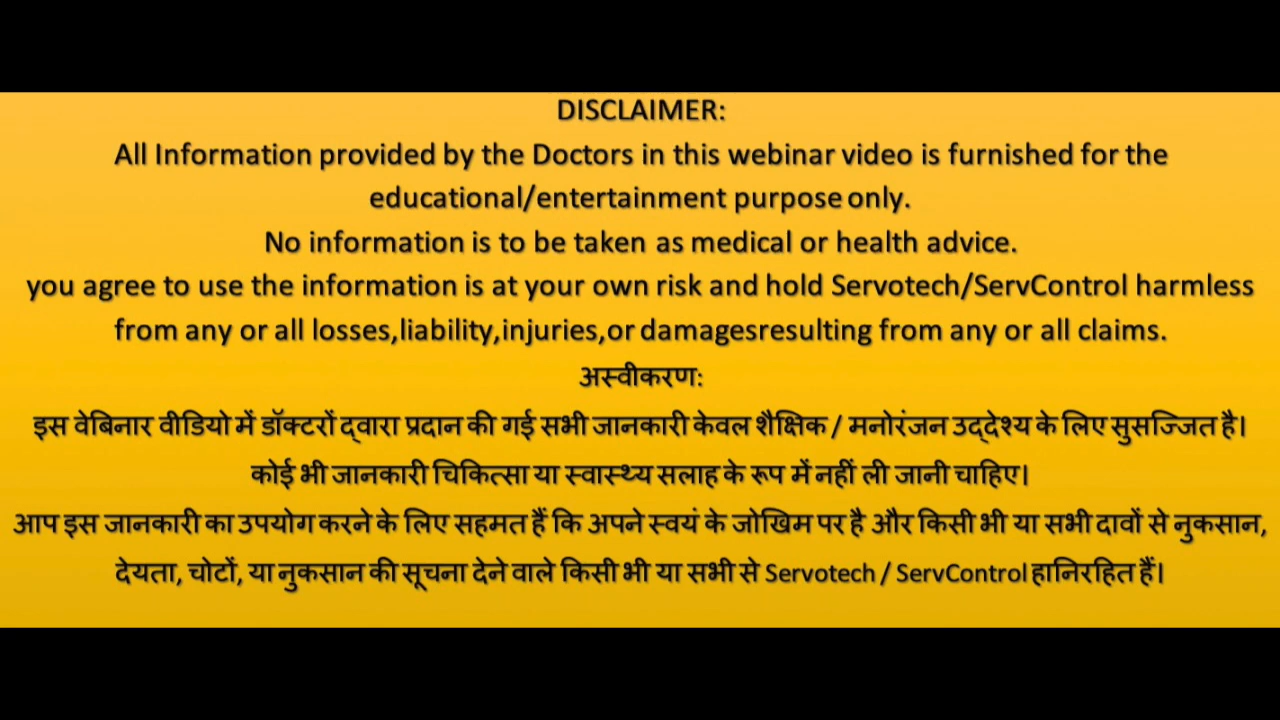 DISCLAIMER:
All Information provided by the Doctors in this webinar video is furnished for the
educational/entertainment purpose only.
No information is to be taken as medical or health advice.
you agree to use the information is at your own risk and hold Servotech/ServControl harmless
from any or all losses,liability,injuries,or damagesresulting from any or all claims.
अस्वीकरण:
इस वेबिनार वीडियो में डॉक्टरों द्वारा प्रदान की गई सभी जानकारी केवल शैक्षिक / मनोरंजन उद्देश्य के लिए सुसज्जित है।
कोई भी जानकारी चिकित्सा या स्वास्थ्य सलाह के रूप में नहीं ली जानी चाहिए।
आप इस जानकारी का उपयोग करने के लिए सहमत हैं कि अपने स्वयं के जोखिम पर है और किसी भी या सभी दावों से नुकसान,
देयता, चोटों, या नुकसान की सूचना देने वाले किसी भी या सभी से Servotech / ServControl हानिरहित हैं।